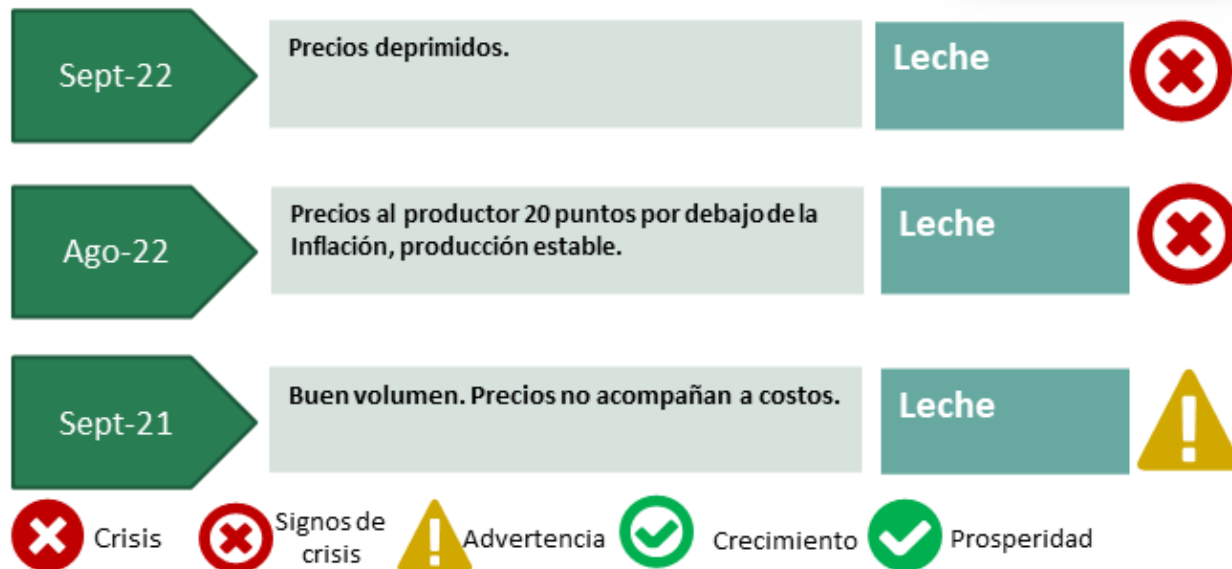 Sept-22
Precios deprimidos.
Leche
Ago-22
Precios al productor 20 puntos por debajo de la
Inflación, producción estable.
Leche
Sept-21
Buen volumen. Precios no acompañan a costos.
Leche
Crisis
Signos de
crisis
Advertencia
Crecimiento
Prosperidad